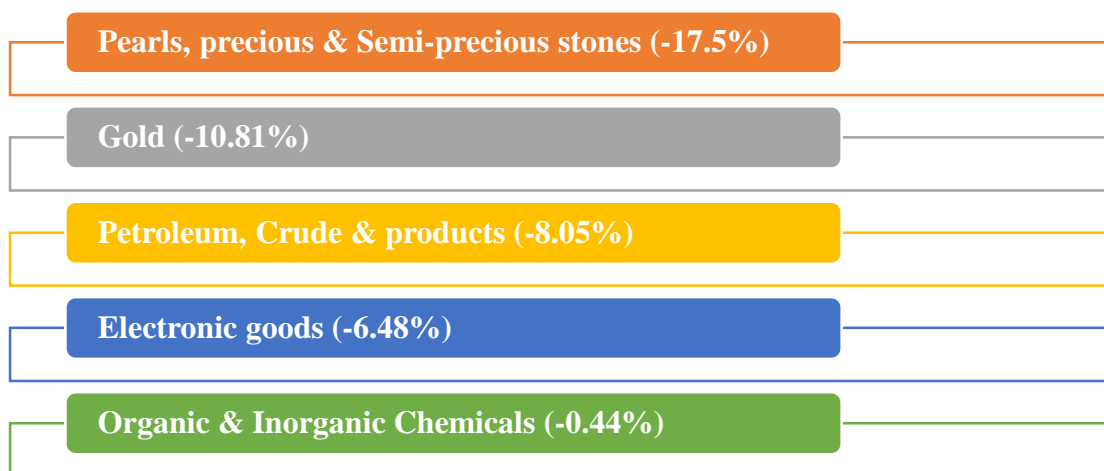 Pearls, precious & Semi-precious stones (-17.5%)
Gold (-10.81%)
Petroleum, Crude & products (-8.05%)
Electronic goods (-6.48%)
Organic & Inorganic Chemicals (-0.44%)